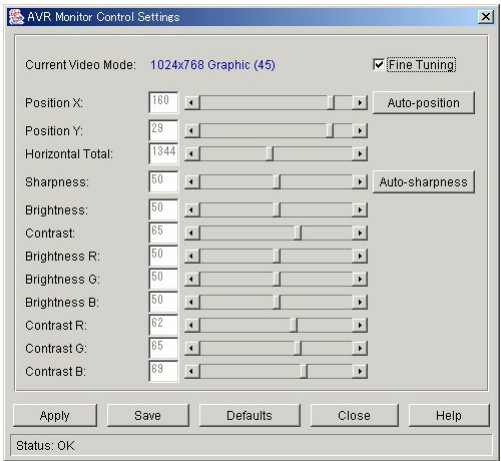 AVR Monitor Control Settings
Current Video Mode: 1024x768 Graphic (45) Fine Tuning
Position X: 160 Auto-position
Position Y: 29
Horizontal Total: 1344
Sharpness: 50 Auto-sharpness
Brightness: 50
Contrast: 65
Brightness R: 50
Brightness G: 50
Brightness B: 50
Contrast R: 62
Contrast G: 65
Contrast B: 69
Apply Save Defaults Close Help
Status: OK